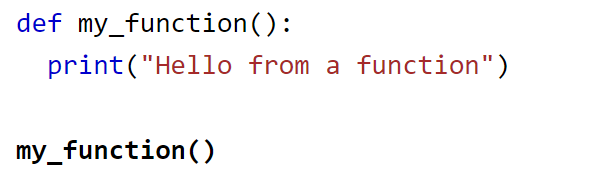 def my_function():
  print("Hello from a function")

my_function()